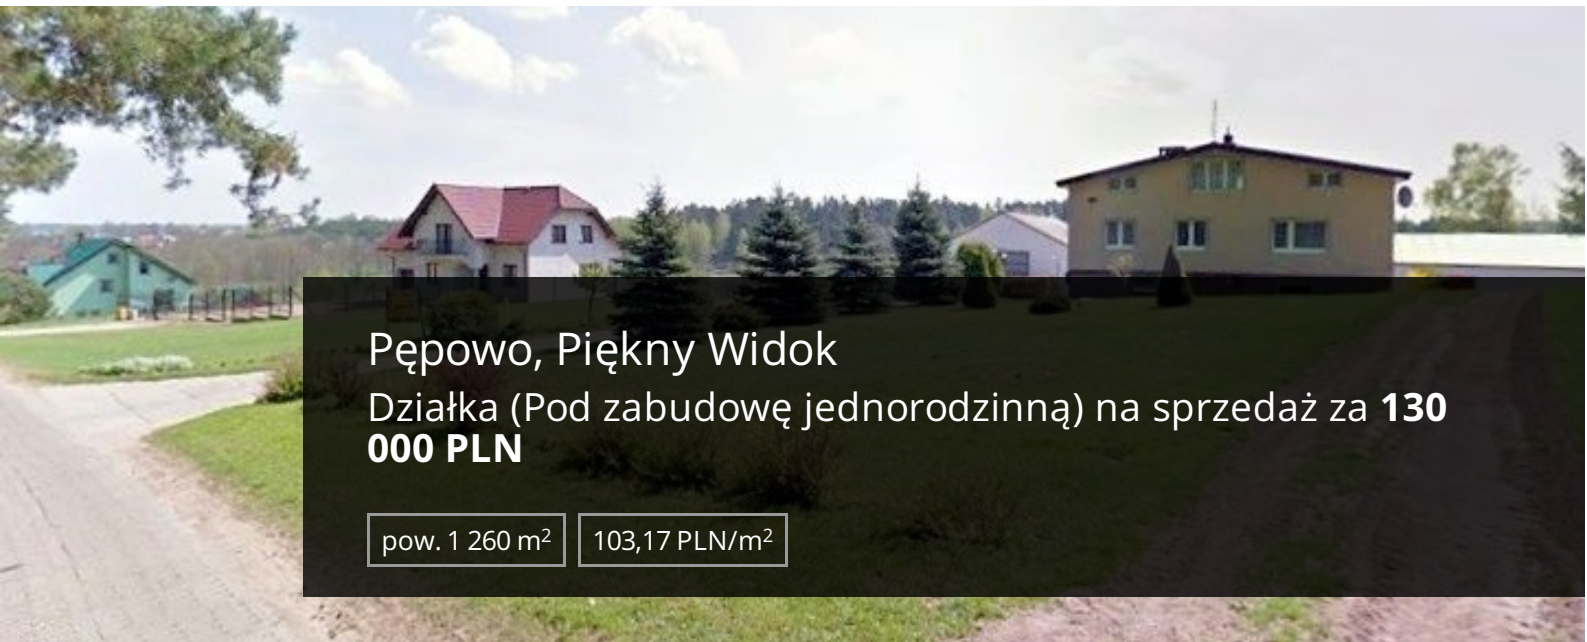 Pępowo, Piękny Widok
Działka (Pod zabudowę jednorodzinną) na sprzedaż za 130
000 PLN
pow. 1 260 m²
103,17 PLN/m²